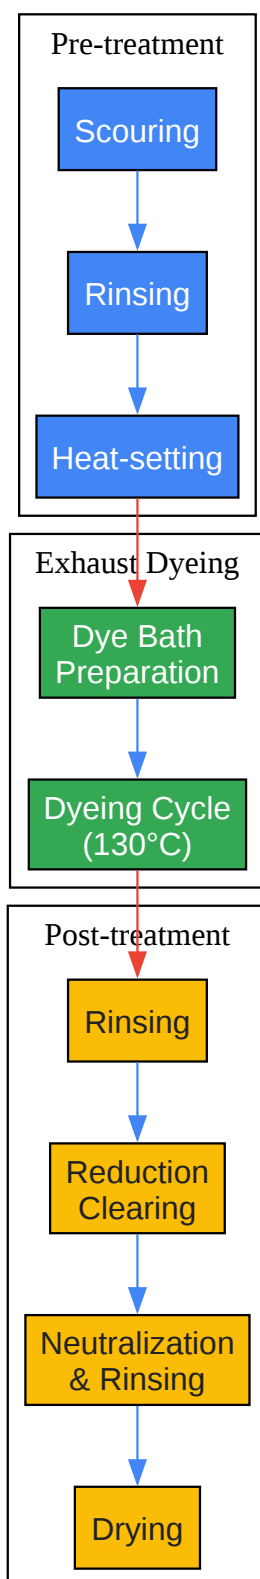 Pre-treatment
Scouring
Rinsing
Heat-setting
Exhaust Dyeing
Dye Bath
Preparation
Dyeing Cycle
(130°C)
Post-treatment
Rinsing
Reduction
Clearing
Neutralization
& Rinsing
Drying